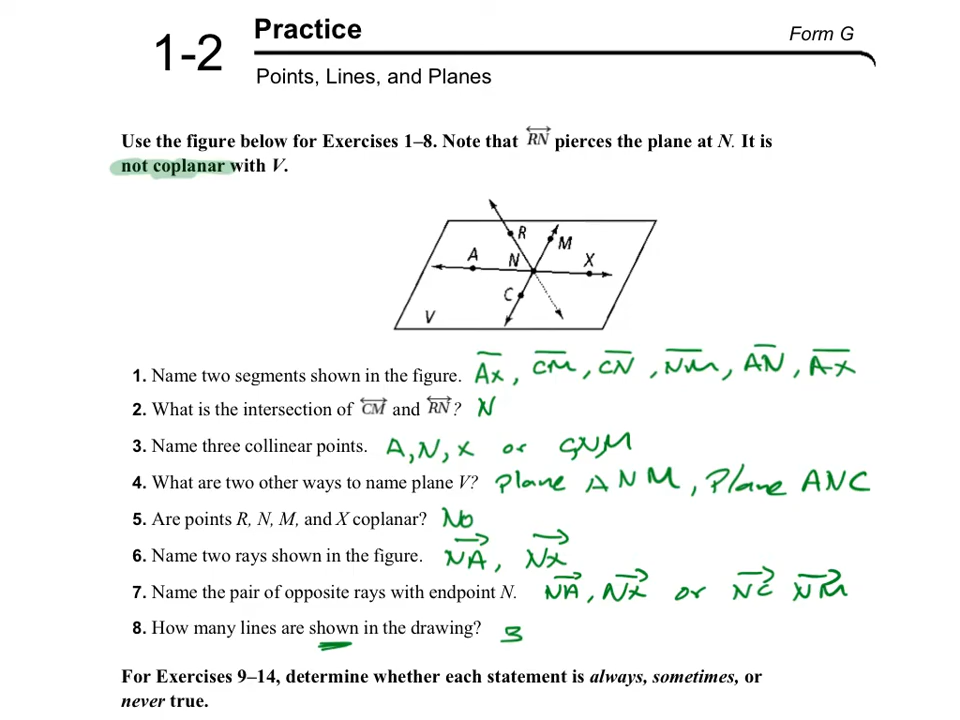 Practice
Form G
1-2
Points, Lines, and Planes
Use the figure below for Exercises 1–8. Note that RN pierces the plane at N. It is
not coplanar with V.
R
M
A
N
X
C
V
1. Name two segments shown in the figure. AX, CM, CN, NM, AN, AX
2. What is the intersection of CM and RN? N
3. Name three collinear points. A, N, X or C,N,M
4. What are two other ways to name plane V? Plane ANM, Plane ANC
5. Are points R, N, M, and X coplanar? No
6. Name two rays shown in the figure. NA, NX
7. Name the pair of opposite rays with endpoint N. NA, NX or NC NM
8. How many lines are shown in the drawing? 3
For Exercises 9–14, determine whether each statement is always, sometimes, or
never true.